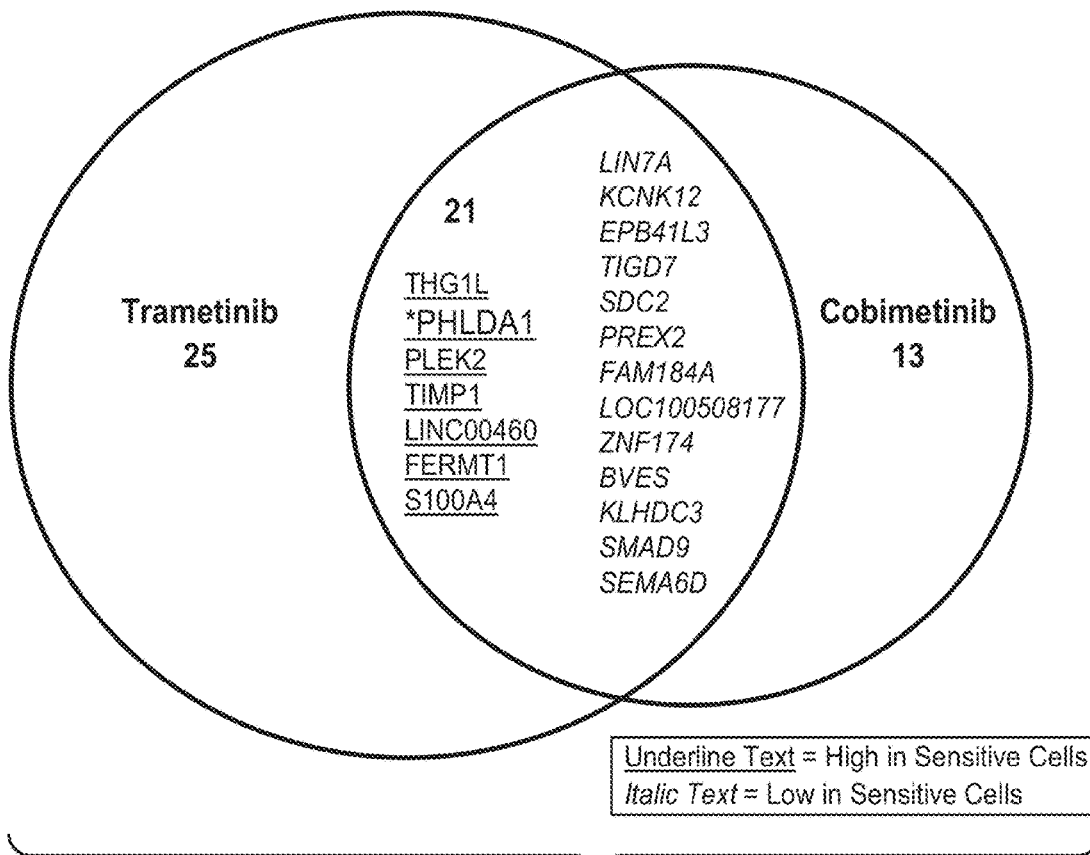 Trametinib
25
21
THG1L
*PHLDA1
PLEK2
TIMP1
LINC00460
FERMT1
S100A4
LIN7A
KCNK12
EPB41L3
TIGD7
SDC2
PREX2
FAM184A
LOC100508177
ZNF174
BVES
KLHDC3
SMAD9
SEMA6D
Cobimetinib
13
Underline Text = High in Sensitive Cells
Italic Text = Low in Sensitive Cells